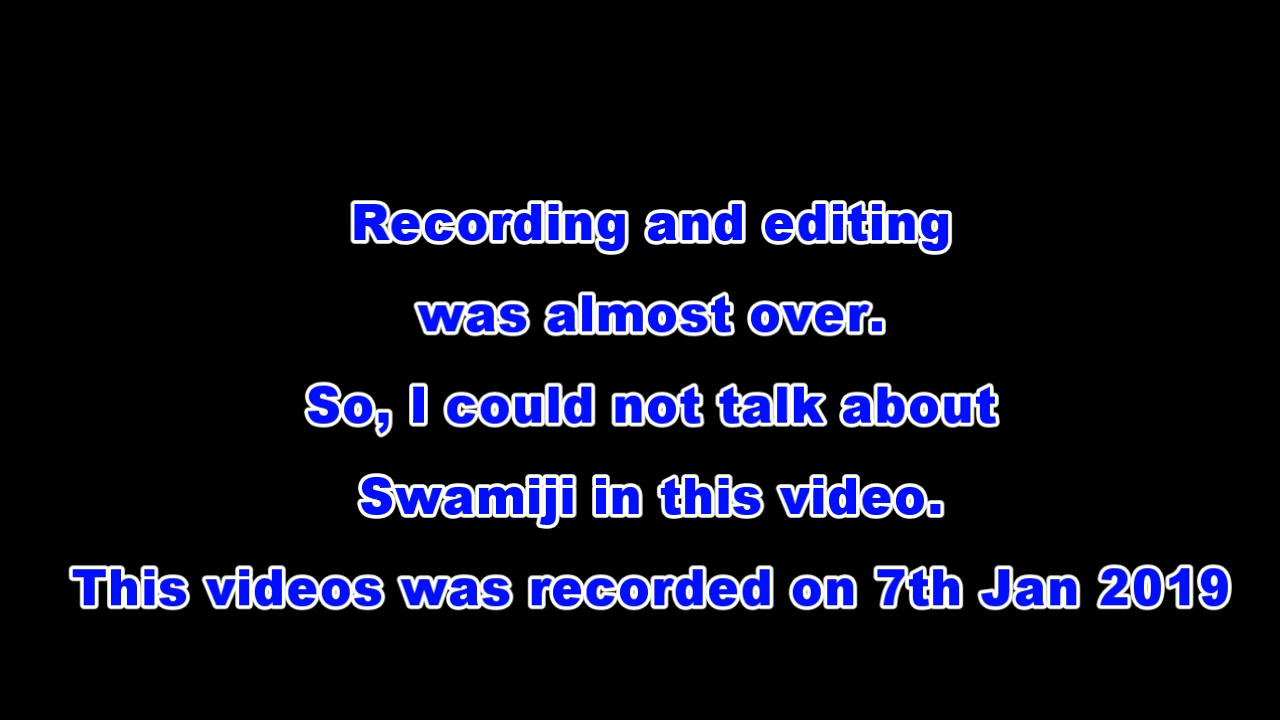 Recording and editing
was almost over.
So, I could not talk about
Swamiji in this video.
This videos was recorded on 7th Jan 2019